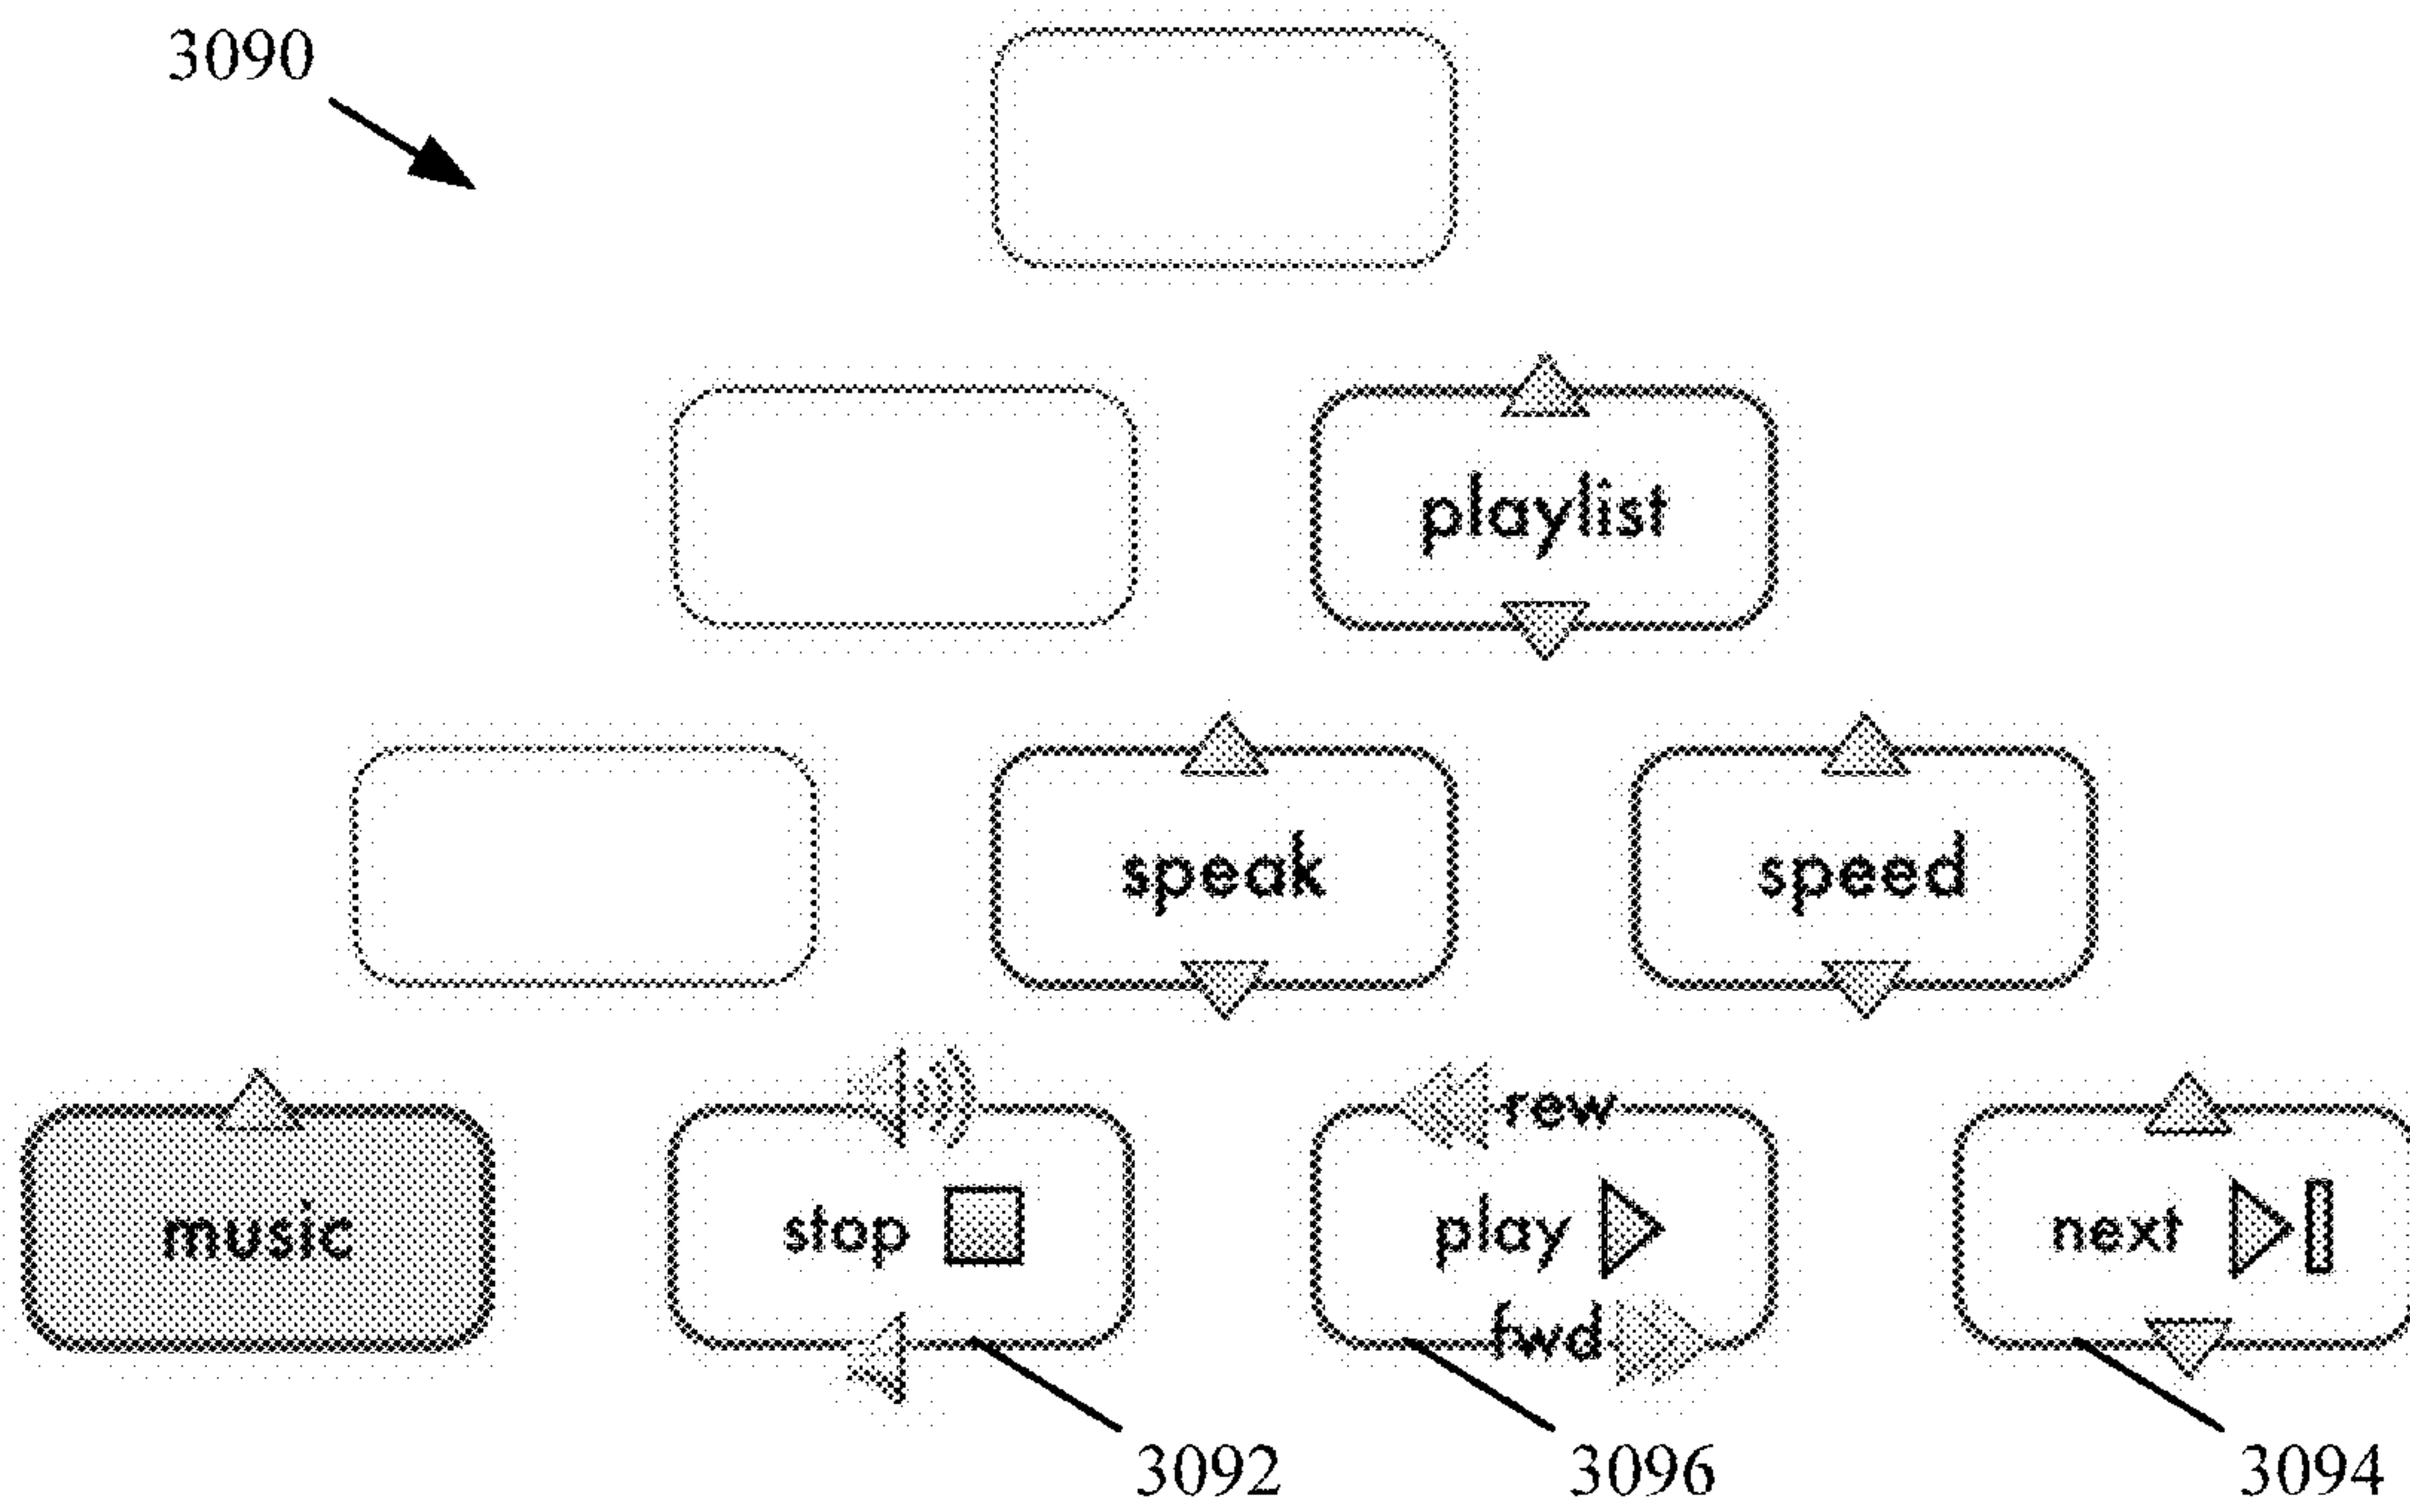 3090
playlist
speak
speed
rew
music
stop
play
next
fwd
3092
3096
3094